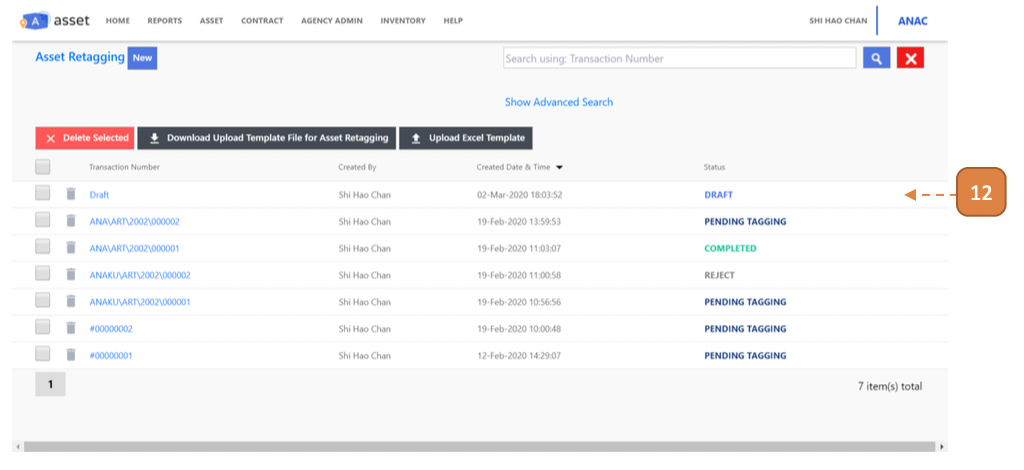 A asset HOME REPORTS ASSET CONTRACT AGENCY ADMIN INVENTORY HELP SHI HAO CHAN ANAC
Asset Retagging New Search using: Transaction Number
Show Advanced Search
Delete Selected Download Upload Template File for Asset Retagging Upload Excel Template
Transaction Number Created By Created Date & Time Status
Draft Shi Hao Chan 02-Mar-2020 18:03:52 DRAFT 12
ANA\ART\2002\000002 Shi Hao Chan 19-Feb-2020 13:59:53 PENDING TAGGING
ANA\ART\2002\000001 Shi Hao Chan 19-Feb-2020 11:03:07 COMPLETED
ANAKU\ART\2002\000002 Shi Hao Chan 19-Feb-2020 11:00:58 REJECT
ANAKU\ART\2002\000001 Shi Hao Chan 19-Feb-2020 10:56:56 PENDING TAGGING
#00000002 Shi Hao Chan 19-Feb-2020 10:00:48 PENDING TAGGING
#00000001 Shi Hao Chan 12-Feb-2020 14:29:07 PENDING TAGGING
1 7 item(s) total